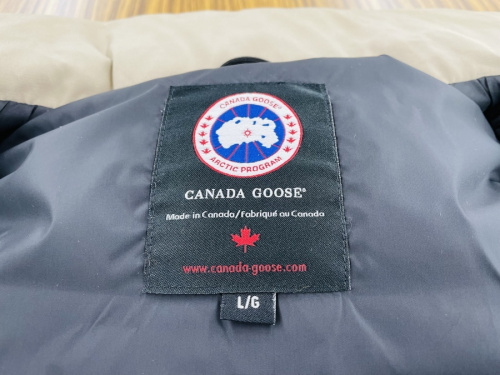 CANADA GOOSE®
ARCTIC PROGRAM
CANADA GOOSE®
Made in Canada/Fabriqué au Canada
www.canada-goose.com
L/G